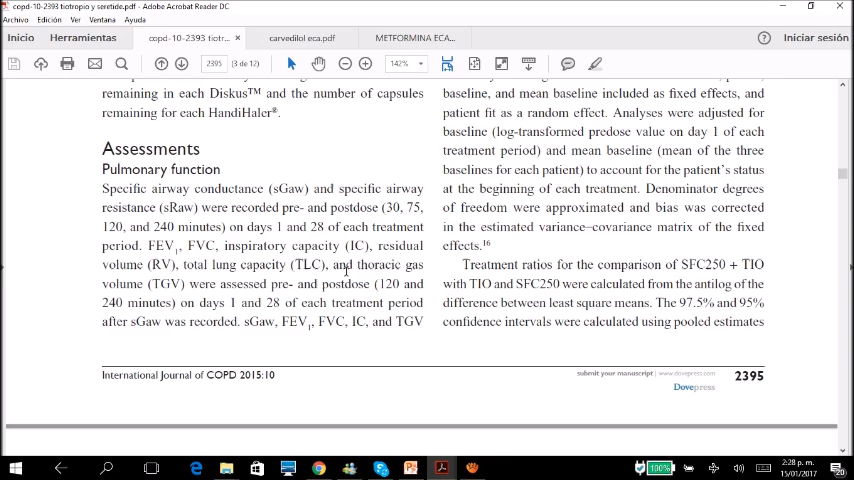 copd-10-2393 tiotropio y seretide.pdf - Adobe Acrobat Reader DC
Archivo Edición Ver Ventana Ayuda
Inicio Herramientas copd-10-2393 tiotr... × carvedilol eca.pdf METFORMINA ECA... Iniciar sesión
2395 (3 de 12) 142%
remaining in each Diskus™ and the number of capsules
remaining for each HandiHaler®.
Assessments
Pulmonary function
Specific airway conductance (sGaw) and specific airway
resistance (sRaw) were recorded pre- and postdose (30, 75,
120, and 240 minutes) on days 1 and 28 of each treatment
period. FEV1, FVC, inspiratory capacity (IC), residual
volume (RV), total lung capacity (TLC), and thoracic gas
volume (TGV) were assessed pre- and postdose (120 and
240 minutes) on days 1 and 28 of each treatment period
after sGaw was recorded. sGaw, FEV1, FVC, IC, and TGV
baseline, and mean baseline included as fixed effects, and
patient fit as a random effect. Analyses were adjusted for
baseline (log-transformed predose value on day 1 of each
treatment period) and mean baseline (mean of the three
baselines for each patient) to account for the patient's status
at the beginning of each treatment. Denominator degrees
of freedom were approximated and bias was corrected
in the estimated variance–covariance matrix of the fixed
effects.16
Treatment ratios for the comparison of SFC250 + TIO
with TIO and SFC250 were calculated from the antilog of the
difference between least square means. The 97.5% and 95%
confidence intervals were calculated using pooled estimates
International Journal of COPD 2015:10
submit your manuscript | www.dovepress.com
Dovepress
2395
100%
2:28 p. m.
15/01/2017
20